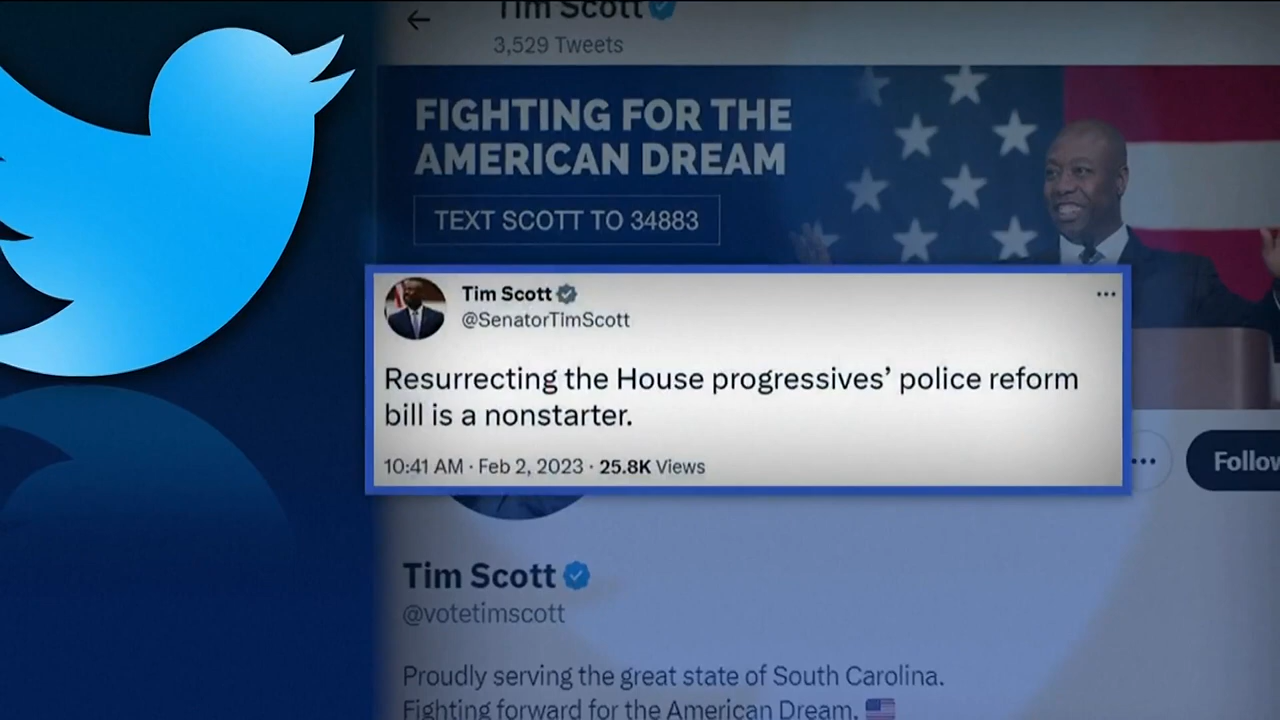 Tim Scott
3,529 Tweets
FIGHTING FOR THE
AMERICAN DREAM
TEXT SCOTT TO 34883
Tim Scott
@SenatorTimScott
Resurrecting the House progressives’ police reform
bill is a nonstarter.
10:41 AM · Feb 2, 2023 · 25.8K Views
Follow
Tim Scott
@votetimscott
Proudly serving the great state of South Carolina.
Fighting forward for the American Dream.